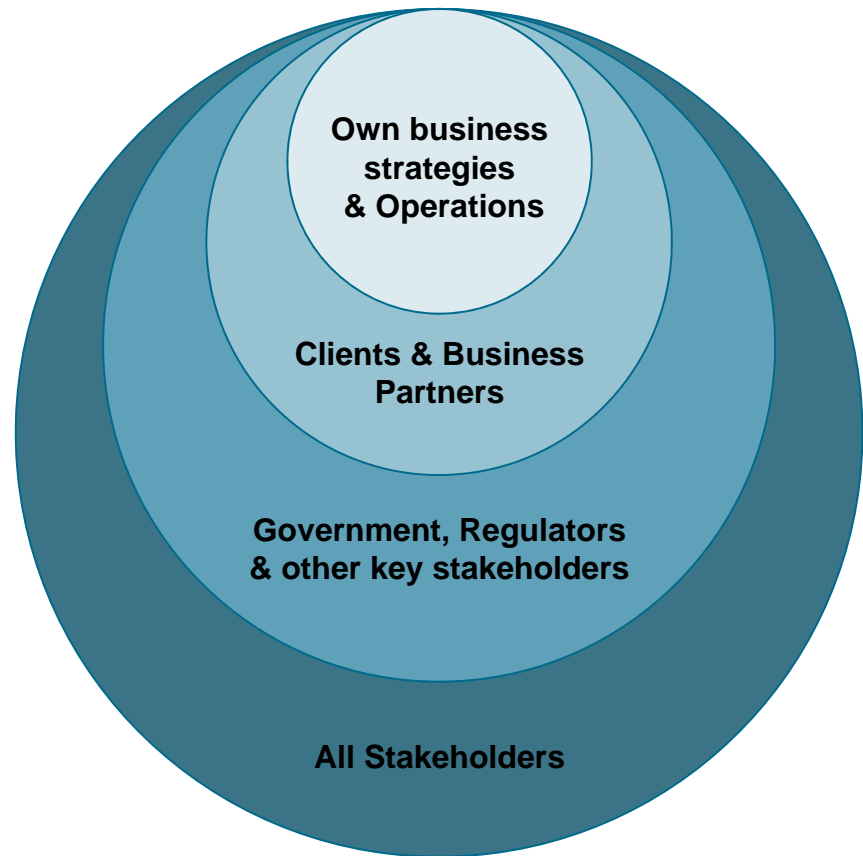 Own business
strategies
& Operations
Clients & Business
Partners
Government, Regulators
& other key stakeholders
All Stakeholders